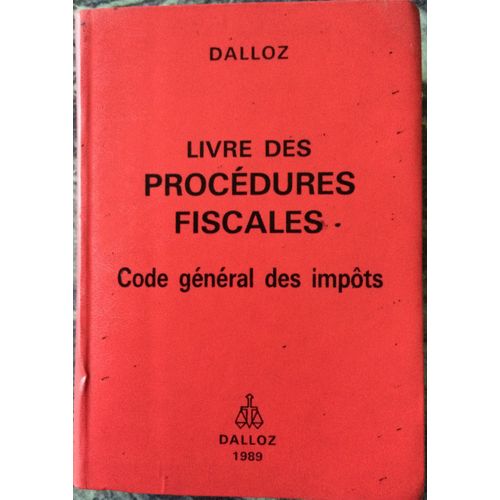 DALLOZ
LIVRE DES
PROCÉDURES
FISCALES
Code général des impôts
DALLOZ
1989